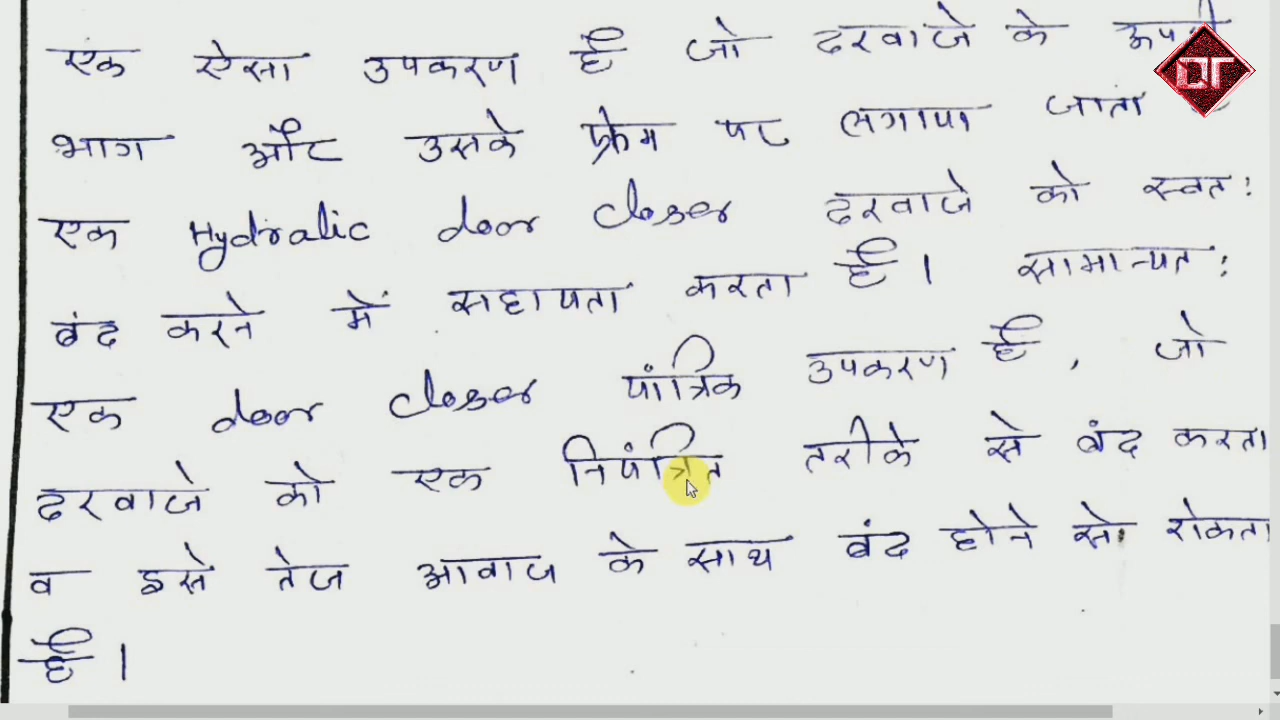 एक ऐसा उपकरण है जो दरवाजे के
DT
भाग और उसके फ्रेम पर लगाया जाता
एक Hydralic door closer दरवाजे को स्वतः
बंद करने में सहायता करता है। सामान्यतः
एक door closer यांत्रिक उपकरण है, जो
दरवाजे को एक नियंत्रित तरीके से बंद करता
व इसे तेज आवाज के साथ बंद होने से रोकता
है।